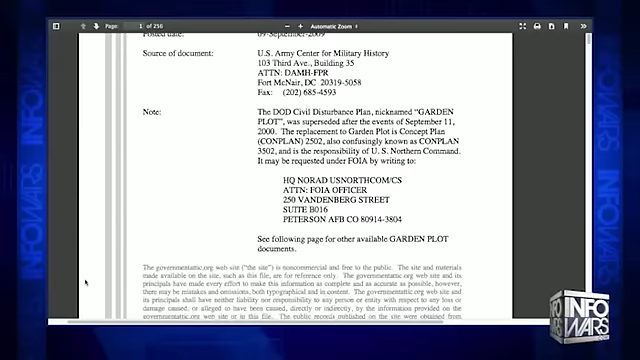 Page: 1 of 256
Automatic Zoom
Posted date: 09-September-2009
Source of document: U.S. Army Center for Military History
103 Third Ave., Building 35
ATTN: DAMH-FPR
Fort McNair, DC 20319-5058
Fax: (202) 685-4593
Note: The DOD Civil Disturbance Plan, nicknamed "GARDEN
PLOT", was superseded after the events of September 11,
2000. The replacement to Garden Plot is Concept Plan
(CONPLAN) 2502, also confusingly known as CONPLAN
3502, and is the responsibility of U. S. Northern Command.
It may be requested under FOIA by writing to:
HQ NORAD USNORTHCOM/CS
ATTN: FOIA OFFICER
250 VANDENBERG STREET
SUITE B016
PETERSON AFB CO 80914-3804
See following page for other available GARDEN PLOT
documents.
The governmentattic.org web site ("the site") is noncommercial and free to the public. The site and materials
made available on the site, such as this file, are for reference only. The governmentattic.org web site and its
principals have made every effort to make this information as complete and as accurate as possible, however,
there may be mistakes and omissions, both typographical and in content. The governmentattic.org web site and
its principals shall have neither liability nor responsibility to any person or entity with respect to any loss or
damage caused, or alleged to have been caused, directly or indirectly, by the information provided on the
governmentattic.org web site or in this file. The public records published on the site were obtained from
INFOWARS
INFOWARS
INFO
WARS
.COM